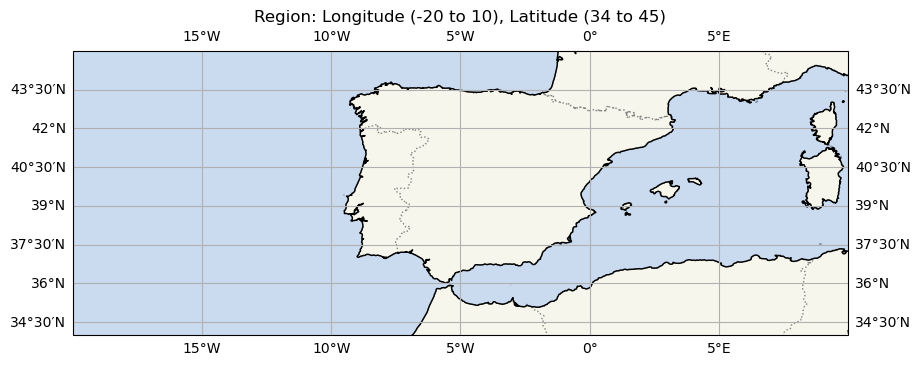 Region: Longitude (-20 to 10), Latitude (34 to 45)
15°W 10°W 5°W 0° 5°E
43°30′N 43°30′N
42°N 42°N
40°30′N 40°30′N
39°N 39°N
37°30′N 37°30′N
36°N 36°N
34°30′N 34°30′N
15°W 10°W 5°W 0° 5°E